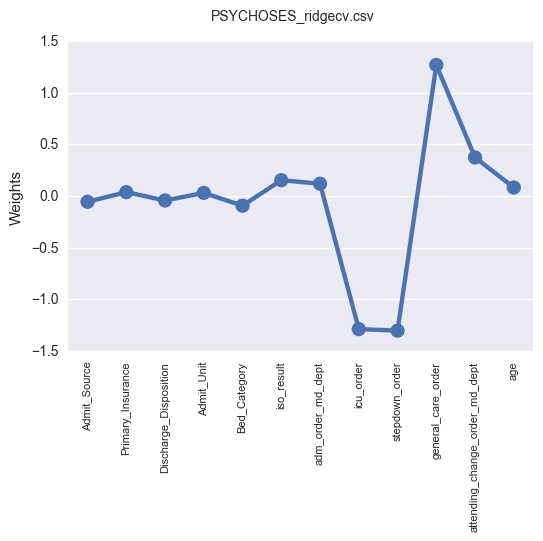 PSYCHOSES_ridgecv.csv
1.5
1.0
0.5
0.0
−0.5
−1.0
−1.5
Weights
Admit_Source
Primary_Insurance
Discharge_Disposition
Admit_Unit
Bed_Category
iso_result
adm_order_md_dept
icu_order
stepdown_order
general_care_order
attending_change_order_md_dept
age